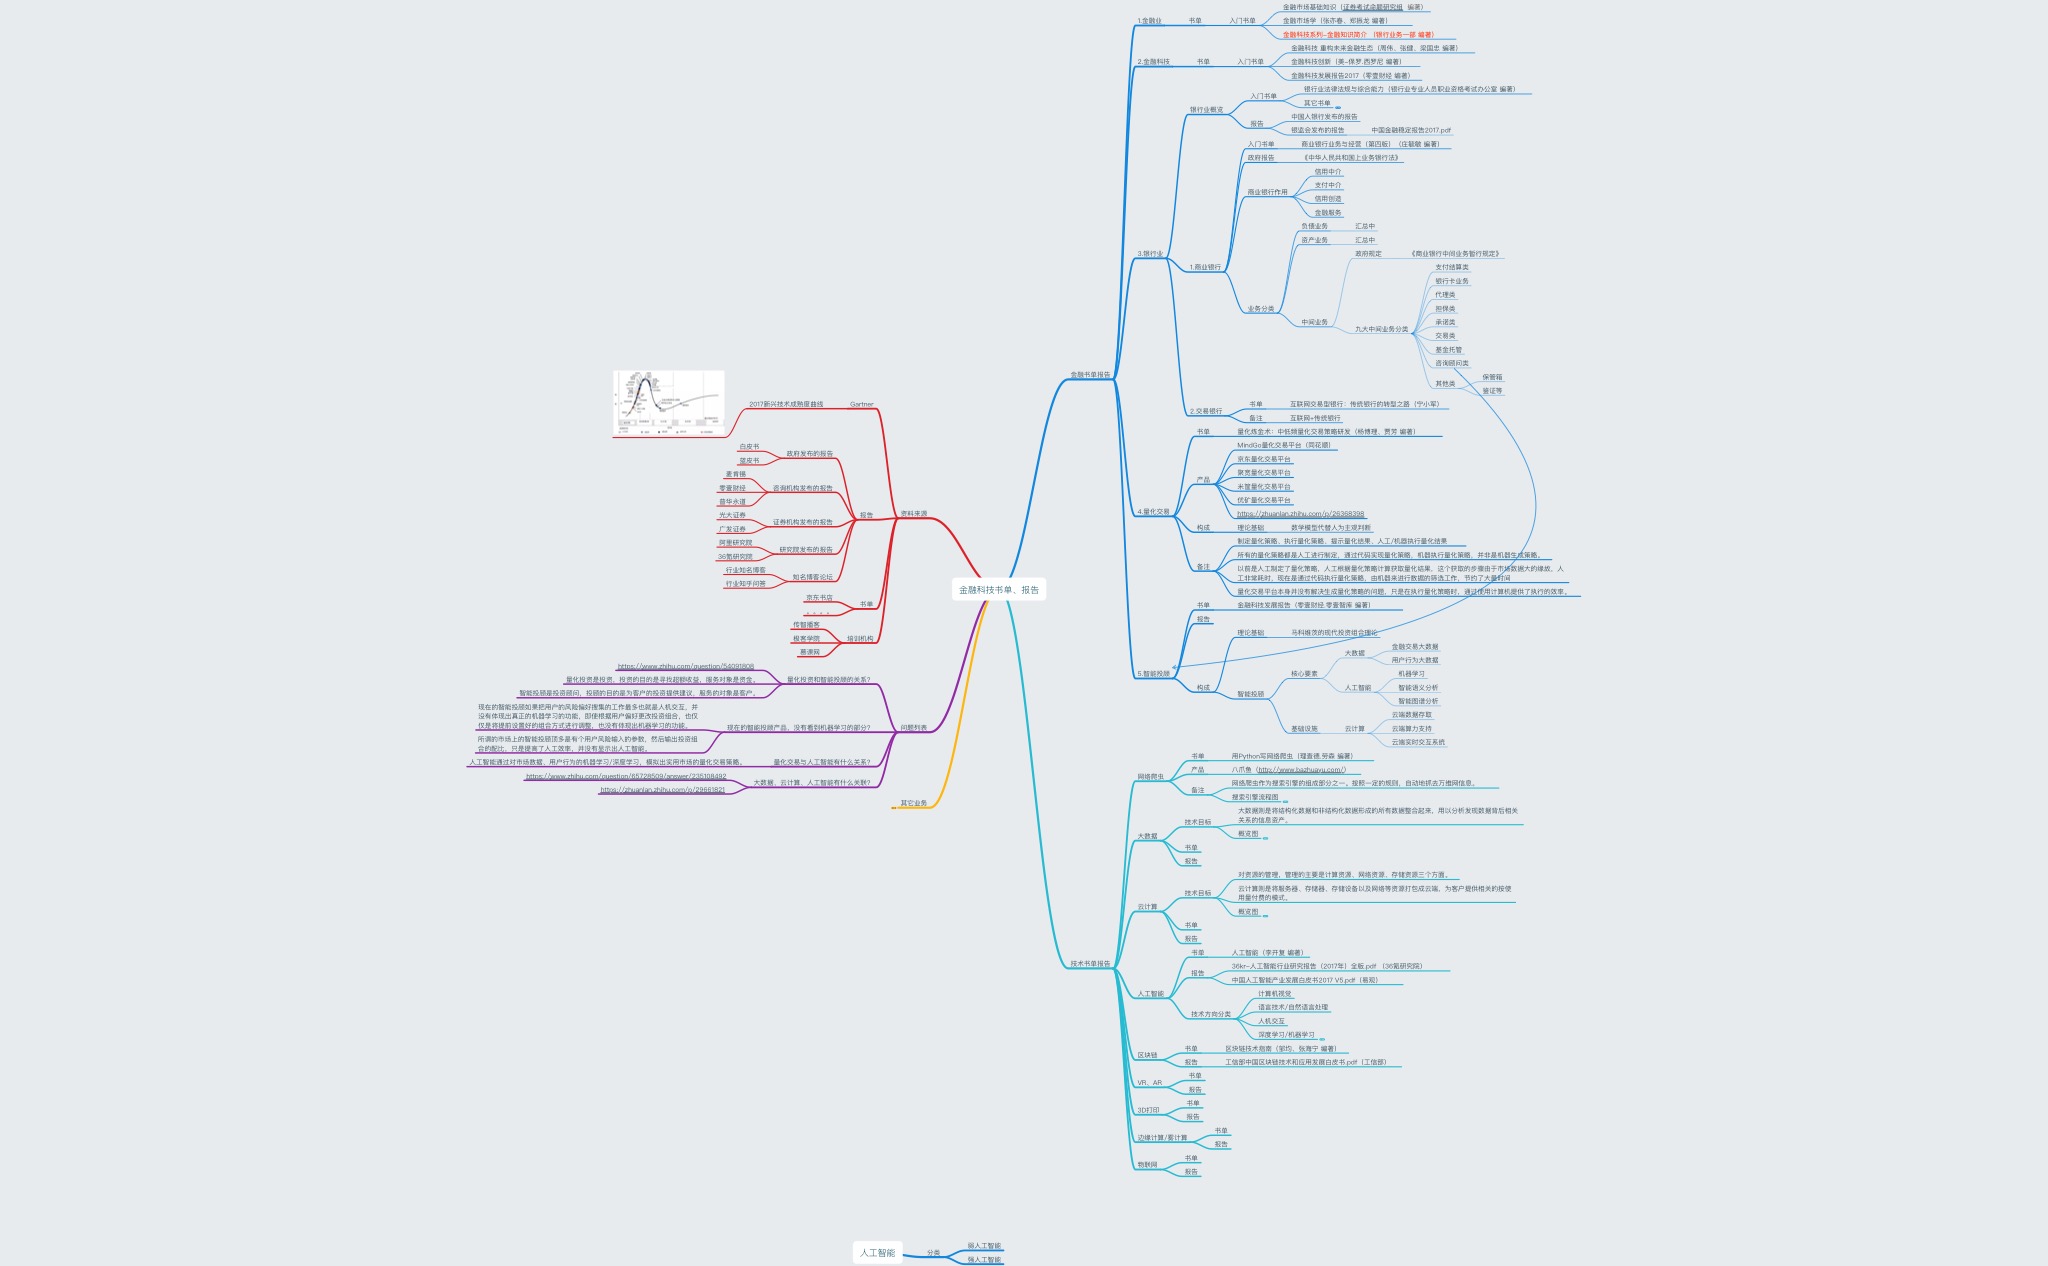 金融科技书单、报告
金融书单报告
1.金融业
书单
入门书单
金融市场基础知识（证券考试命题研究组 编著）
金融市场学（张亦春、郑振龙 编著）
金融科技系列-金融知识简介 （银行业务一部 编著）
2.金融科技
书单
入门书单
金融科技 重构未来金融生态（周伟、张健、梁国忠 编著）
金融科技创新（美-保罗.西罗尼 编著）
金融科技发展报告2017（零壹财经 编著）
3.银行业
银行业概览
入门书单
银行业法律法规与综合能力（银行业专业人员职业资格考试办公室 编著）
其它书单
报告
中国人银行发布的报告
银监会发布的报告
中国金融稳定报告2017.pdf
1.商业银行
入门书单
商业银行业务与经营（第四版）（庄毓敏 编著）
政府报告
《中华人民共和国上业务银行法》
商业银行作用
信用中介
支付中介
信用创造
金融服务
业务分类
负债业务
汇总中
资产业务
汇总中
中间业务
政府规定
《商业银行中间业务暂行规定》
九大中间业务分类
支付结算类
银行卡业务
代理类
担保类
承诺类
交易类
基金托管
咨询顾问类
其他类
保管箱
鉴证等
2.交易银行
书单
互联网交易型银行：传统银行的转型之路（宁小军）
备注
互联网+传统银行
4.量化交易
书单
量化炼金术：中低频量化交易策略研发（杨博理、贾芳 编著）
产品
MindGo量化交易平台（同花顺）
京东量化交易平台
聚宽量化交易平台
米筐量化交易平台
优矿量化交易平台
https://zhuanlan.zhihu.com/p/26368398
构成
理论基础
数学模型代替人为主观判断
备注
制定量化策略、执行量化策略、提示量化结果、人工/机器执行量化结果
所有的量化策略都是人工进行制定，通过代码实现量化策略、机器执行量化策略，并非是机器生成策略。
以前是人工制定了量化策略，人工根据量化策略计算获取量化结果，这个获取的步骤由于市场数据大的缘故，人
工非常耗时，现在是通过代码执行量化策略，由机器来进行数据的筛选工作，节约了大量时间
量化交易平台本身并没有解决生成量化策略的问题，只是在执行量化策略时，通过使用计算机提供了执行的效率。
5.智能投顾
书单
金融科技发展报告（零壹财经.零壹智库 编著）
报告
构成
理论基础
马科维茨的现代投资组合理论
智能投顾
核心要素
大数据
金融交易大数据
用户行为大数据
人工智能
机器学习
智能语义分析
智能图谱分析
基础设施
云计算
云端数据存取
云端算力支持
云端实时交互系统
技术书单报告
网络爬虫
书单
用Python写网络爬虫（理查德.劳森 编著）
产品
八爪鱼（http://www.bazhuayu.com/）
备注
网络爬虫作为搜索引擎的组成部分之一。按照一定的规则，自动地抓去万维网信息。
搜索引擎流程图
大数据
技术目标
大数据则是将结构化数据和非结构化数据形成的所有数据整合起来，用以分析发现数据背后相关
关系的信息资产。
概览图
书单
报告
云计算
技术目标
对资源的管理，管理的主要是计算资源、网络资源、存储资源三个方面。
云计算则是将服务器、存储器、存储设备以及网络等资源打包成云端，为客户提供相关的按使
用量付费的模式。
概览图
书单
报告
人工智能
书单
人工智能（李开复 编著）
报告
36kr-人工智能行业研究报告（2017年）全版.pdf （36氪研究院）
中国人工智能产业发展白皮书2017 V5.pdf（易观）
技术方向分类
计算机视觉
语言技术/自然语言处理
人机交互
深度学习/机器学习
区块链
书单
区块链技术指南（邹均、张海宁 编著）
报告
工信部中国区块链技术和应用发展白皮书.pdf（工信部）
VR、AR
书单
报告
3D打印
书单
报告
边缘计算/雾计算
书单
报告
物联网
书单
报告
资料来源
Gartner
2017新兴技术成熟度曲线
报告
政府发布的报告
白皮书
蓝皮书
咨询机构发布的报告
麦肯锡
零壹财经
普华永道
证券机构发布的报告
光大证券
广发证券
研究院发布的报告
阿里研究院
36氪研究院
知名博客论坛
行业知名博客
行业知乎问答
书单
京东书店
。。。。
培训机构
传智播客
极客学院
慕课网
问题列表
量化投资和智能投顾的关系?
https://www.zhihu.com/question/54091808
量化投资是投资，投资的目的是寻找超额收益，服务对象是资金。
智能投顾是投资顾问，投顾的目的是为客户的投资提供建议，服务的对象是客户。
现在的智能投顾产品，没有看到机器学习的部分?
现在的智能投顾如果把用户的风险偏好搜集的工作最多也就是人机交互，并
没有体现出真正的机器学习的功能，即使根据用户偏好更改投资组合，也仅
仅是将提前设置好的组合方式进行调整，也没有体现出机器学习的功能。
所谓的市场上的智能投顾顶多是有个用户风险输入的参数，然后输出投资组
合的配比，只是提高了人工效率，并没有显示出人工智能。
量化交易与人工智能有什么关系?
人工智能通过对市场数据，用户行为的机器学习/深度学习，模拟出实用市场的量化交易策略。
大数据、云计算、人工智能有什么关联?
https://www.zhihu.com/question/65728509/answer/235108492
https://zhuanlan.zhihu.com/p/29661821
其它业务
人工智能
分类
弱人工智能
强人工智能